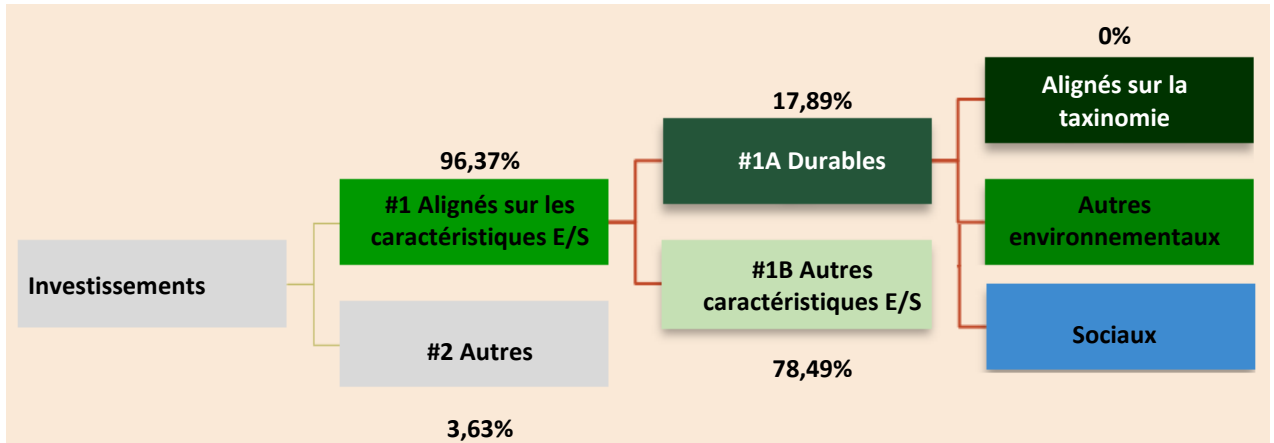 0%
Alignés sur la
taxinomie
17,89%
#1A Durables
96,37%
#1 Alignés sur les
caractéristiques E/S
Autres
environnementaux
#1B Autres
caractéristiques E/S
Investissements
#2 Autres
Sociaux
78,49%
3,63%